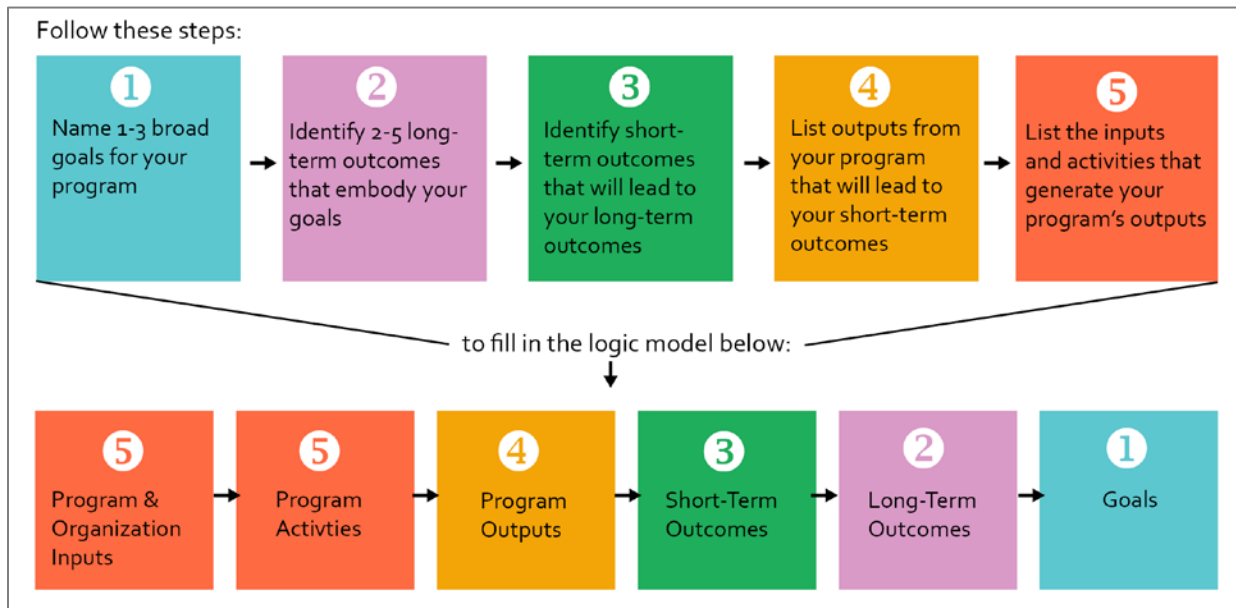 Follow these steps:
1
Name 1-3 broad
goals for your
program
2
Identify 2-5 long-
term outcomes
that embody your
goals
3
Identify short-
term outcomes
that will lead to
your long-term
outcomes
4
List outputs from
your program
that will lead to
your short-term
outcomes
5
List the inputs
and activities that
generate your
program's outputs
to fill in the logic model below:
5
Program &
Organization
Inputs
5
Program
Activties
4
Program
Outputs
3
Short-Term
Outcomes
2
Long-Term
Outcomes
1
Goals